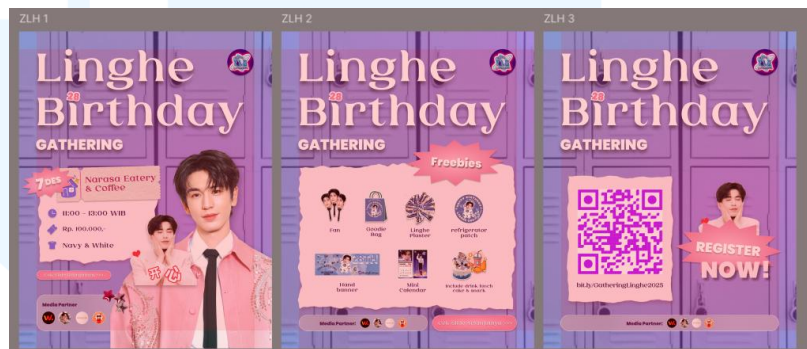 ZLH 1
Linghe
28
Birthday
GATHERING
7 DES
Narasa Eatery
& Coffee
11:00 - 13:00 WIB
Rp. 100.000,-
Navy & White
开心
Media Partner
ZLH 2
Linghe
28
Birthday
GATHERING
Freebies
Fan
Goodie
Bag
Linghe
Plaster
refrigerator
patch
Hand
banner
Mini
Calendar
include drink, lunch
cake & snack
Media Partner:
ZLH 3
Linghe
28
Birthday
GATHERING
bit.ly/GatheringLinghe2025
REGISTER
NOW!
Media Partner: